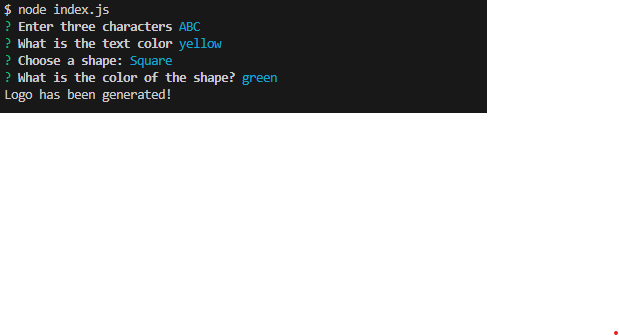 $ node index.js
? Enter three characters ABC
? What is the text color yellow
? Choose a shape: Square
? What is the color of the shape? green
Logo has been generated!